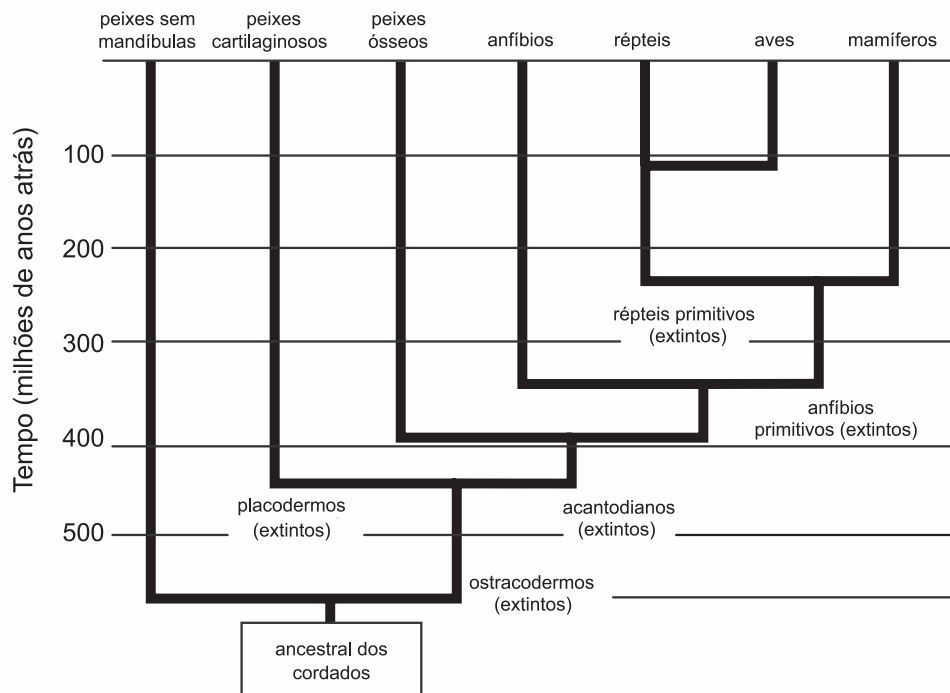 peixes sem
mandíbulas
peixes
cartilaginosos
peixes
ósseos
anfíbios
répteis
aves
mamíferos
Tempo (milhões de anos atrás)
100
200
300
400
500
répteis primitivos
(extintos)
anfíbios
primitivos (extintos)
placodermos
(extintos)
acantodianos
(extintos)
ostracodermos
(extintos)
ancestral dos
cordados